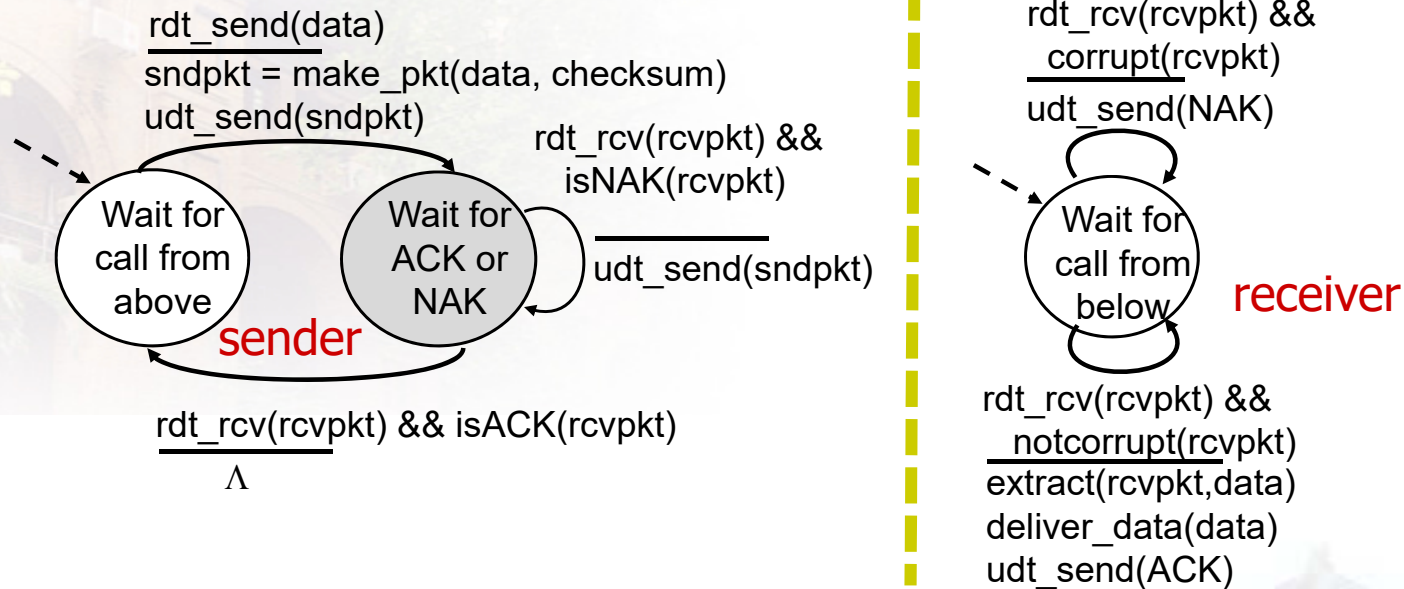 rdt_send(data)
sndpkt = make_pkt(data, checksum)
udt_send(sndpkt)
rdt_rcv(rcvpkt) &&
isNAK(rcvpkt)
udt_send(sndpkt)
Wait for
call from
above
Wait for
ACK or
NAK
sender
rdt_rcv(rcvpkt) && isACK(rcvpkt)
Λ
rdt_rcv(rcvpkt) &&
corrupt(rcvpkt)
udt_send(NAK)
Wait for
call from
below
receiver
rdt_rcv(rcvpkt) &&
notcorrupt(rcvpkt)
extract(rcvpkt,data)
deliver_data(data)
udt_send(ACK)